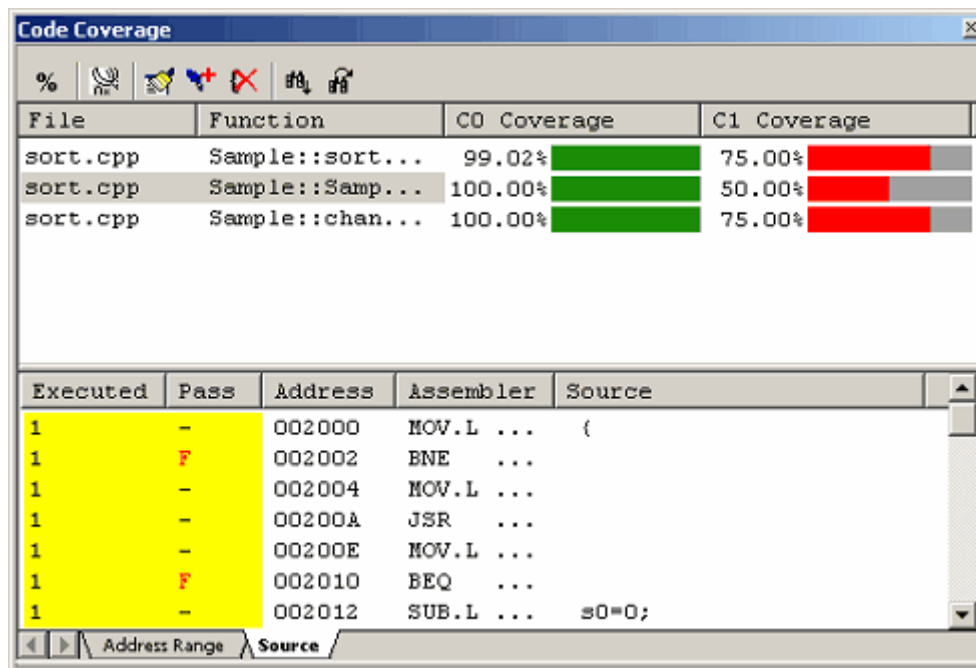 Code Coverage
%
File Function C0 Coverage C1 Coverage
sort.cpp Sample::sort... 99.02% 75.00%
sort.cpp Sample::Samp... 100.00% 50.00%
sort.cpp Sample::chan... 100.00% 75.00%
Executed Pass Address Assembler Source
1 - 002000 MOV.L ... {
1 F 002002 BNE ...
1 - 002004 MOV.L ...
1 - 00200A JSR ...
1 - 00200E MOV.L ...
1 F 002010 BEQ ...
1 - 002012 SUB.L ... s0=0;
Address Range Source